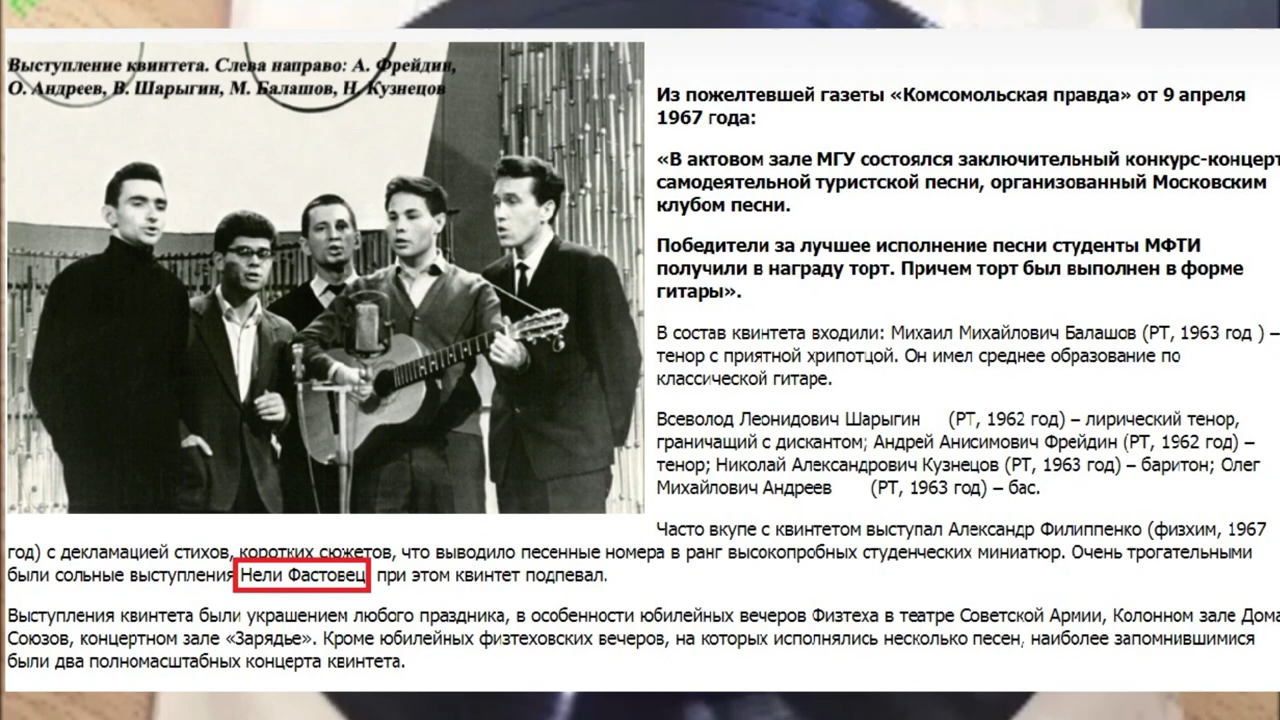 Выступление квинтета. Слева направо: А. Фрейдин,
О. Андреев, В. Шарыгин, М. Балашов, Н. Кузнецов
Из пожелтевшей газеты «Комсомольская правда» от 9 апреля
1967 года:
«В актовом зале МГУ состоялся заключительный конкурс-концерт
самодеятельной туристской песни, организованный Московским
клубом песни.
Победители за лучшее исполнение песни студенты МФТИ
получили в награду торт. Причем торт был выполнен в форме
гитары».
В состав квинтета входили: Михаил Михайлович Балашов (РТ, 1963 год ) –
тенор с приятной хрипотцой. Он имел среднее образование по
классической гитаре.
Всеволод Леонидович Шарыгин (РТ, 1962 год) – лирический тенор,
граничащий с дискантом; Андрей Анисимович Фрейдин (РТ, 1962 год) –
тенор; Николай Александрович Кузнецов (РТ, 1963 год) – баритон; Олег
Михайлович Андреев (РТ, 1963 год) – бас.
Часто вкупе с квинтетом выступал Александр Филиппенко (физхим, 1967
год) с декламацией стихов, коротких сюжетов, что выводило песенные номера в ранг высокопробных студенческих миниатюр. Очень трогательными
были сольные выступления Нели Фастовец, при этом квинтет подпевал.
Выступления квинтета были украшением любого праздника, в особенности юбилейных вечеров Физтеха в театре Советской Армии, Колонном зале Дома
Союзов, концертном зале «Зарядье». Кроме юбилейных физтеховских вечеров, на которых исполнялись несколько песен, наиболее запомнившимися
были два полномасштабных концерта квинтета.